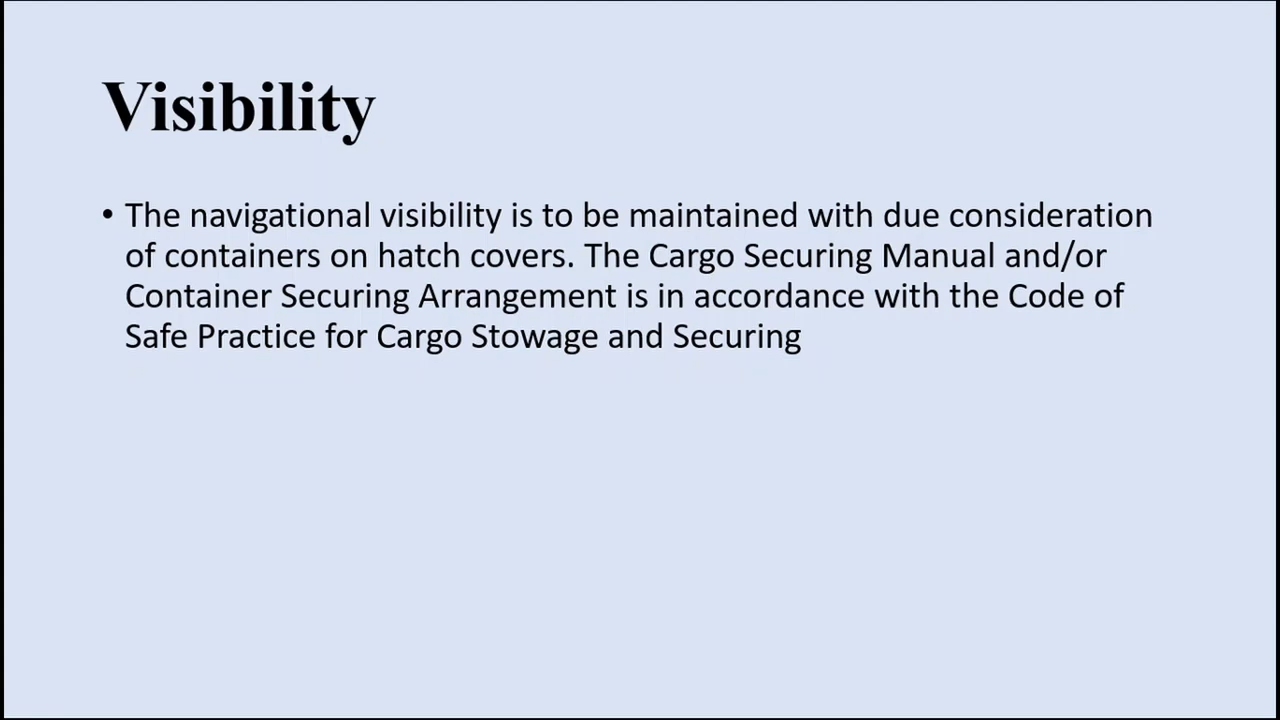 Visibility
• The navigational visibility is to be maintained with due consideration
of containers on hatch covers. The Cargo Securing Manual and/or
Container Securing Arrangement is in accordance with the Code of
Safe Practice for Cargo Stowage and Securing